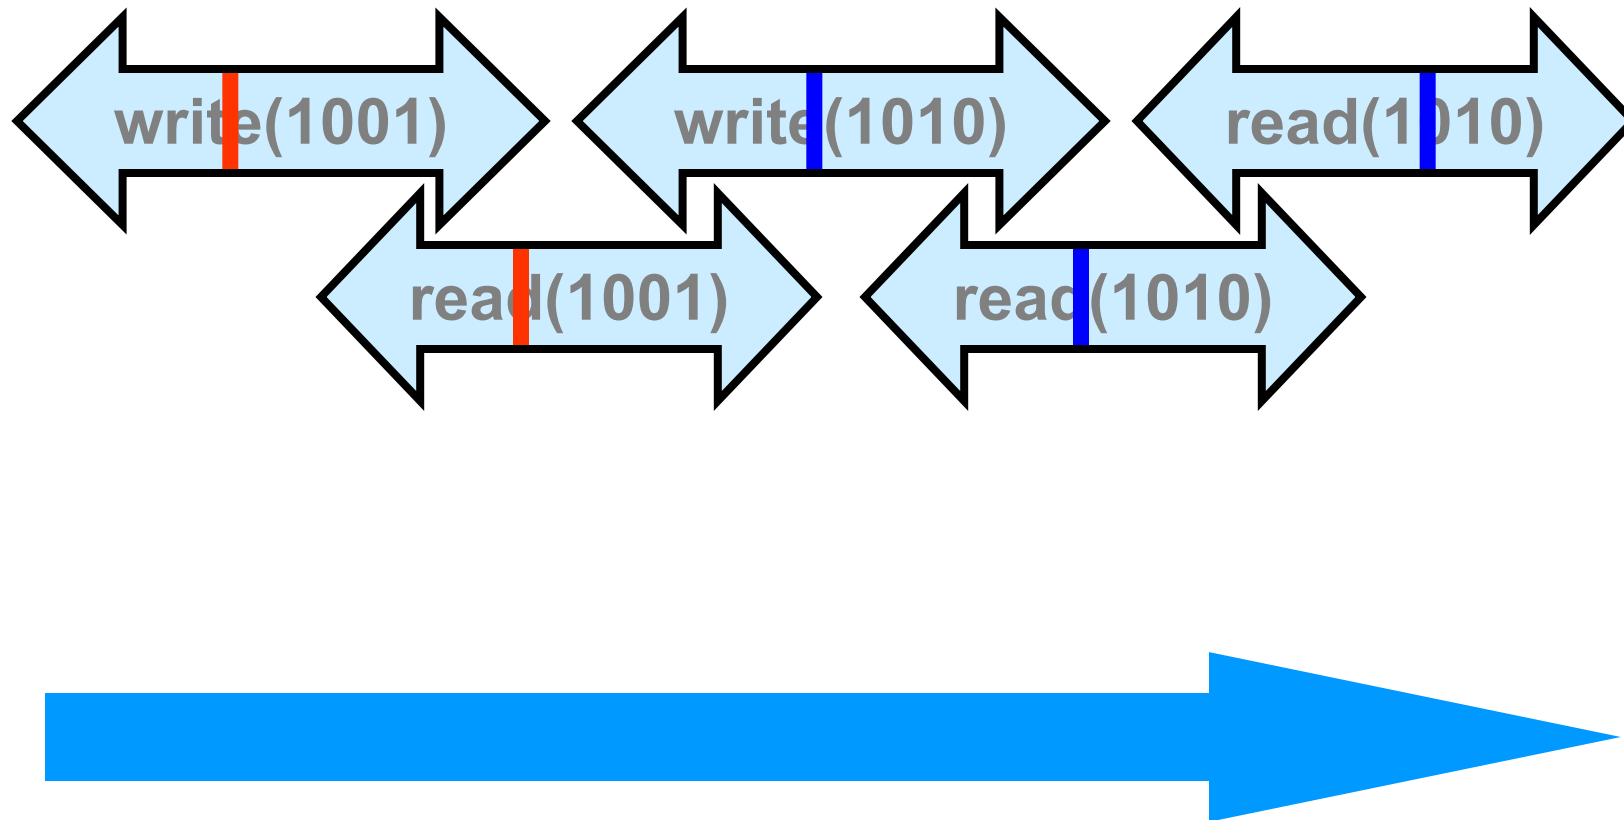 write(1001) write(1010) read(1010)
read(1001) read(1010)